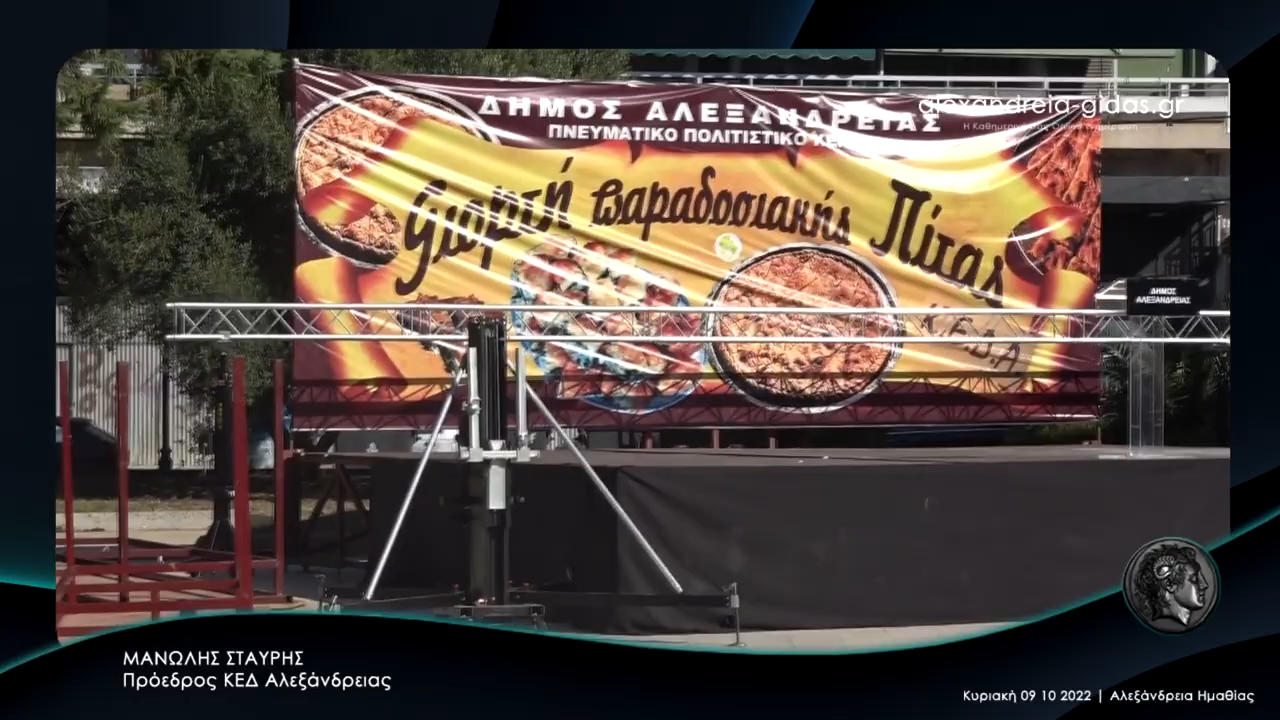 ΔΗΜΟΣ ΑΛΕΞΑΝΔΡΕΙΑΣ
alexandreia-gidas.gr
ΠΝΕΥΜΑΤΙΚΟ ΠΟΛΙΤΙΣΤΙΚΟ
Γιορτή Παραδοσιακής Πίτας
ΔΗΜΟΣ
ΑΛΕΞΑΝΔΡΕΙΑΣ
Κ.Ε.Δ.Α
ΜΑΝΩΛΗΣ ΣΤΑΥΡΗΣ
Πρόεδρος ΚΕΔ Αλεξάνδρειας
Κυριακή 09 10 2022 | Αλεξάνδρεια Ημαθίας